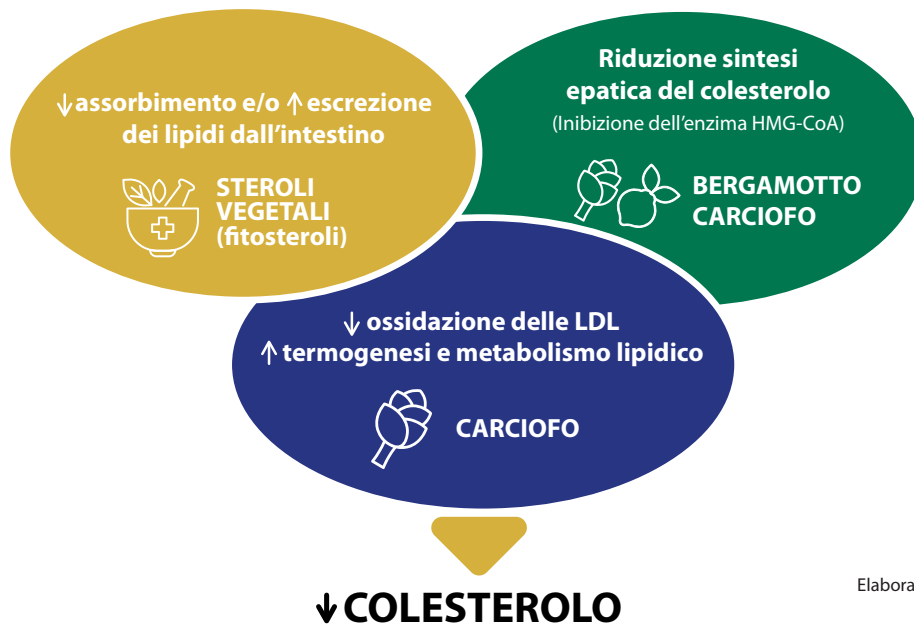 ↓ assorbimento e/o ↑ escrezione
dei lipidi dall'intestino
STEROLI
VEGETALI
(fitosteroli)
Riduzione sintesi
epatica del colesterolo
(Inibizione dell'enzima HMG-CoA)
BERGAMOTTO
CARCIOFO
↓ ossidazione delle LDL
↑ termogenesi e metabolismo lipidico
CARCIOFO
↓ COLESTEROLO
Elabora